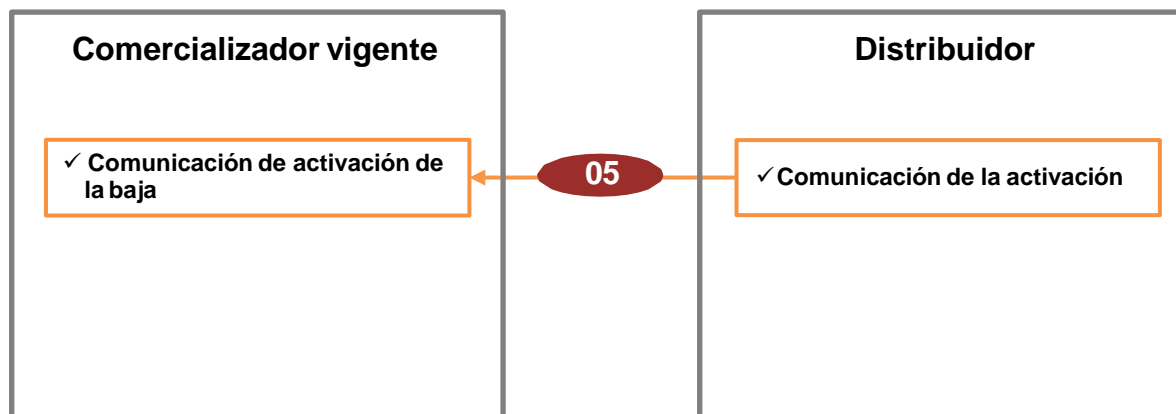 Comercializador vigente
Distribuidor
✓ Comunicación de activación de
la baja
05
✓ Comunicación de la activación